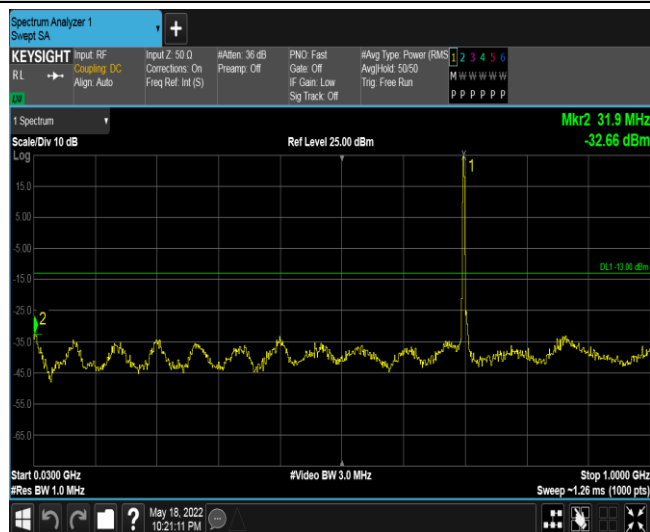 Spectrum Analyzer 1
Swept SA
KEYSIGHT Input: RF Input Z: 50 Ω #Atten: 36 dB PNO: Fast #Avg Type: Power (RMS 1 2 3 4 5 6
RL Coupling: DC Corrections: On Preamp: Off Gate: Off Avg|Hold: 50/50 M W W W W W
Align: Auto Freq Ref: Int (S) IF Gain: Low Trig: Free Run
Sig Track: Off P P P P P P
1 Spectrum Mkr2 31.9 MHz
Scale/Div 10 dB Ref Level 25.00 dBm -32.66 dBm
Log
1
15.0
5.00
-5.00
DL1 -13.00 dBm
-15.0
-25.0
2
-35.0
-45.0
-55.0
-65.0
Start 0.0300 GHz #Video BW 3.0 MHz Stop 1.0000 GHz
#Res BW 1.0 MHz Sweep ~1.26 ms (1000 pts)
? May 18, 2022
10:21:11 PM